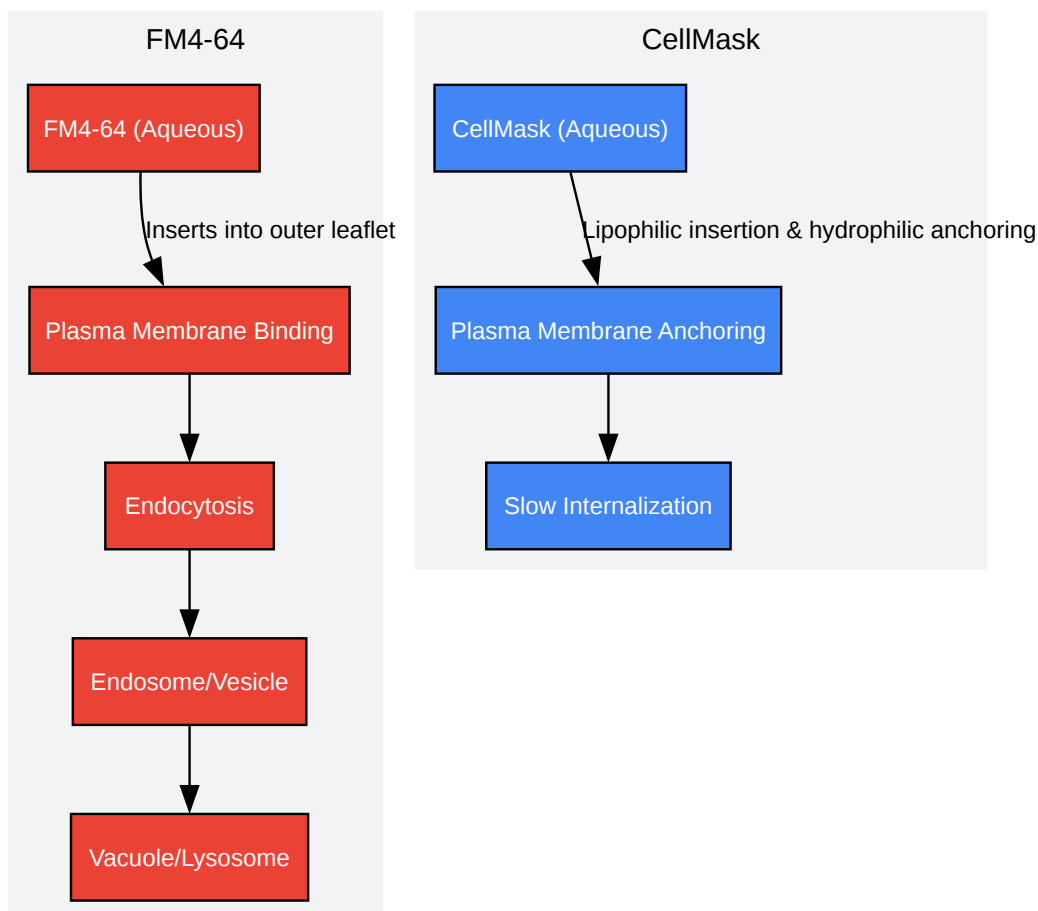 FM4-64
FM4-64 (Aqueous)
Inserts into outer leaflet
Plasma Membrane Binding
Endocytosis
Endosome/Vesicle
Vacuole/Lysosome
CellMask
CellMask (Aqueous)
Lipophilic insertion & hydrophilic anchoring
Plasma Membrane Anchoring
Slow Internalization